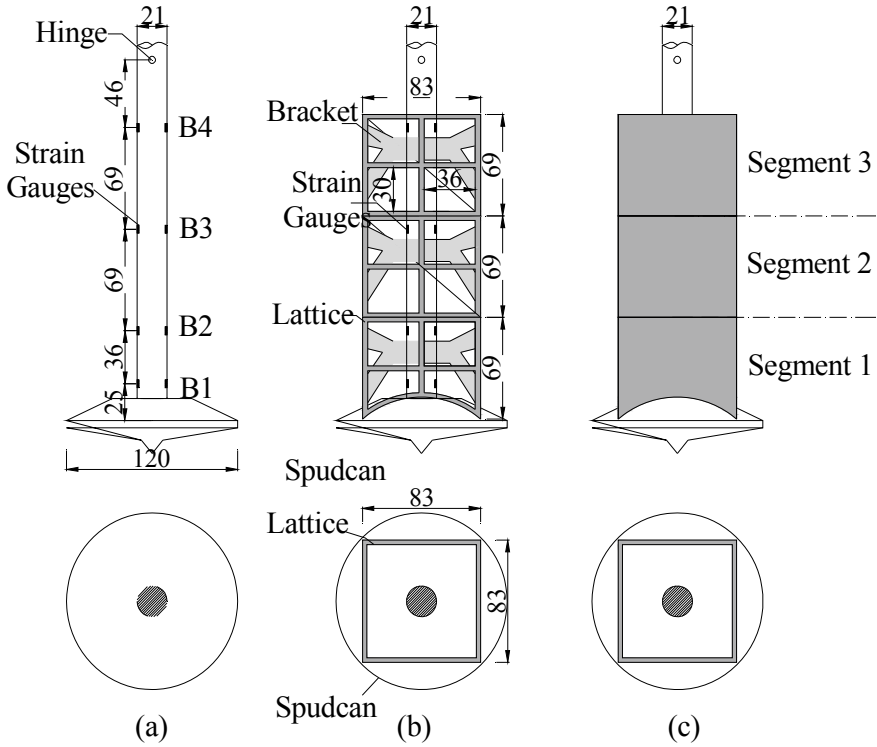 21
Hinge
46
B4
Strain
Gauges
69
B3
69
B2
36
B1
25
120
21
83
Bracket
69
Strain
Gauges
30
36
69
Lattice
69
Spudcan
21
Segment 3
Segment 2
Segment 1
83
Lattice
83
Spudcan
(a)
(b)
(c)